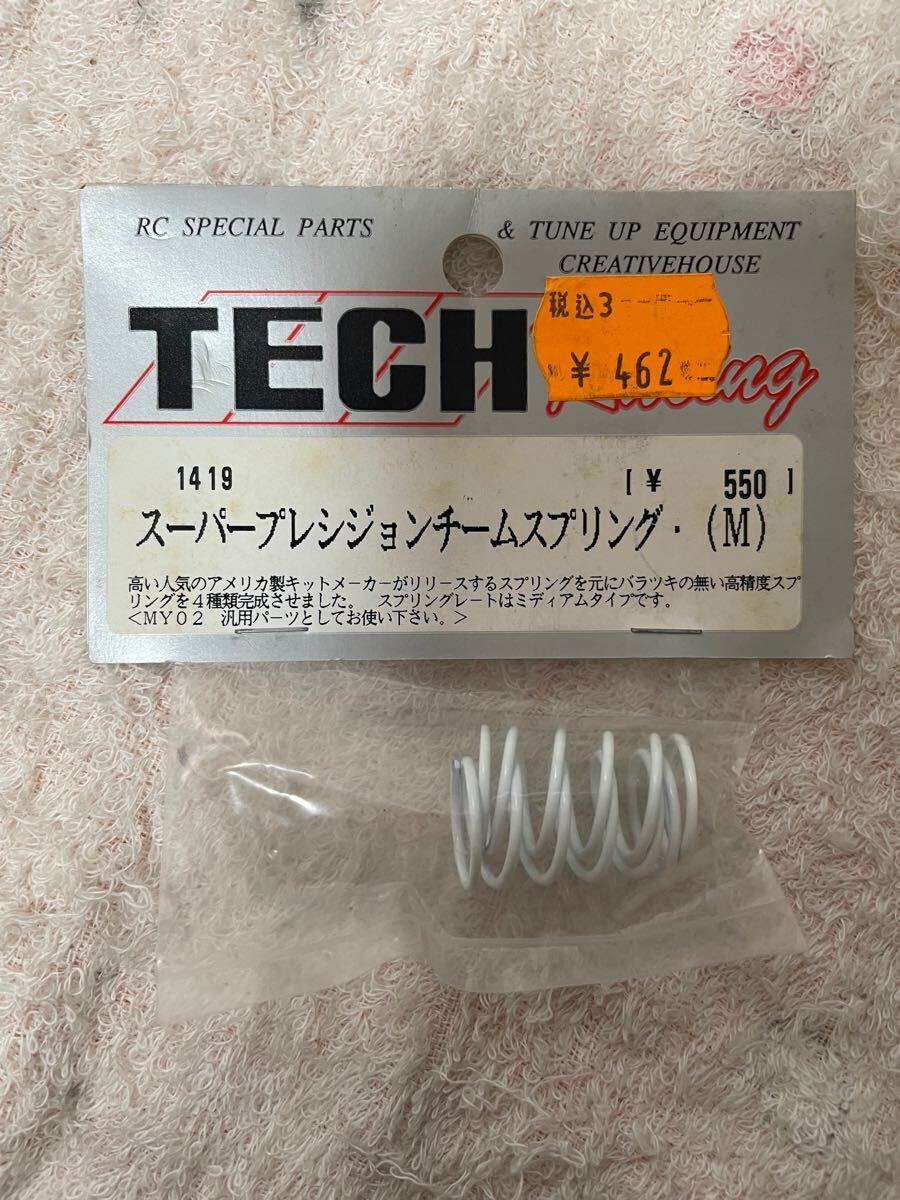 RC SPECIAL PARTS & TUNE UP EQUIPMENT
CREATIVEHOUSE
TECH
税込3
¥ 462
1419 [ ¥ 550 ]
スーパープレシジョンチームスプリング・(M)
高い人気のアメリカ製キットメーカーがリリースするスプリングを元にバラツキの無い高精度スプ
リングを４種類完成させました。 スプリングレートはミディアムタイプです。
＜ＭＹ０２ 汎用パーツとしてお使い下さい。＞